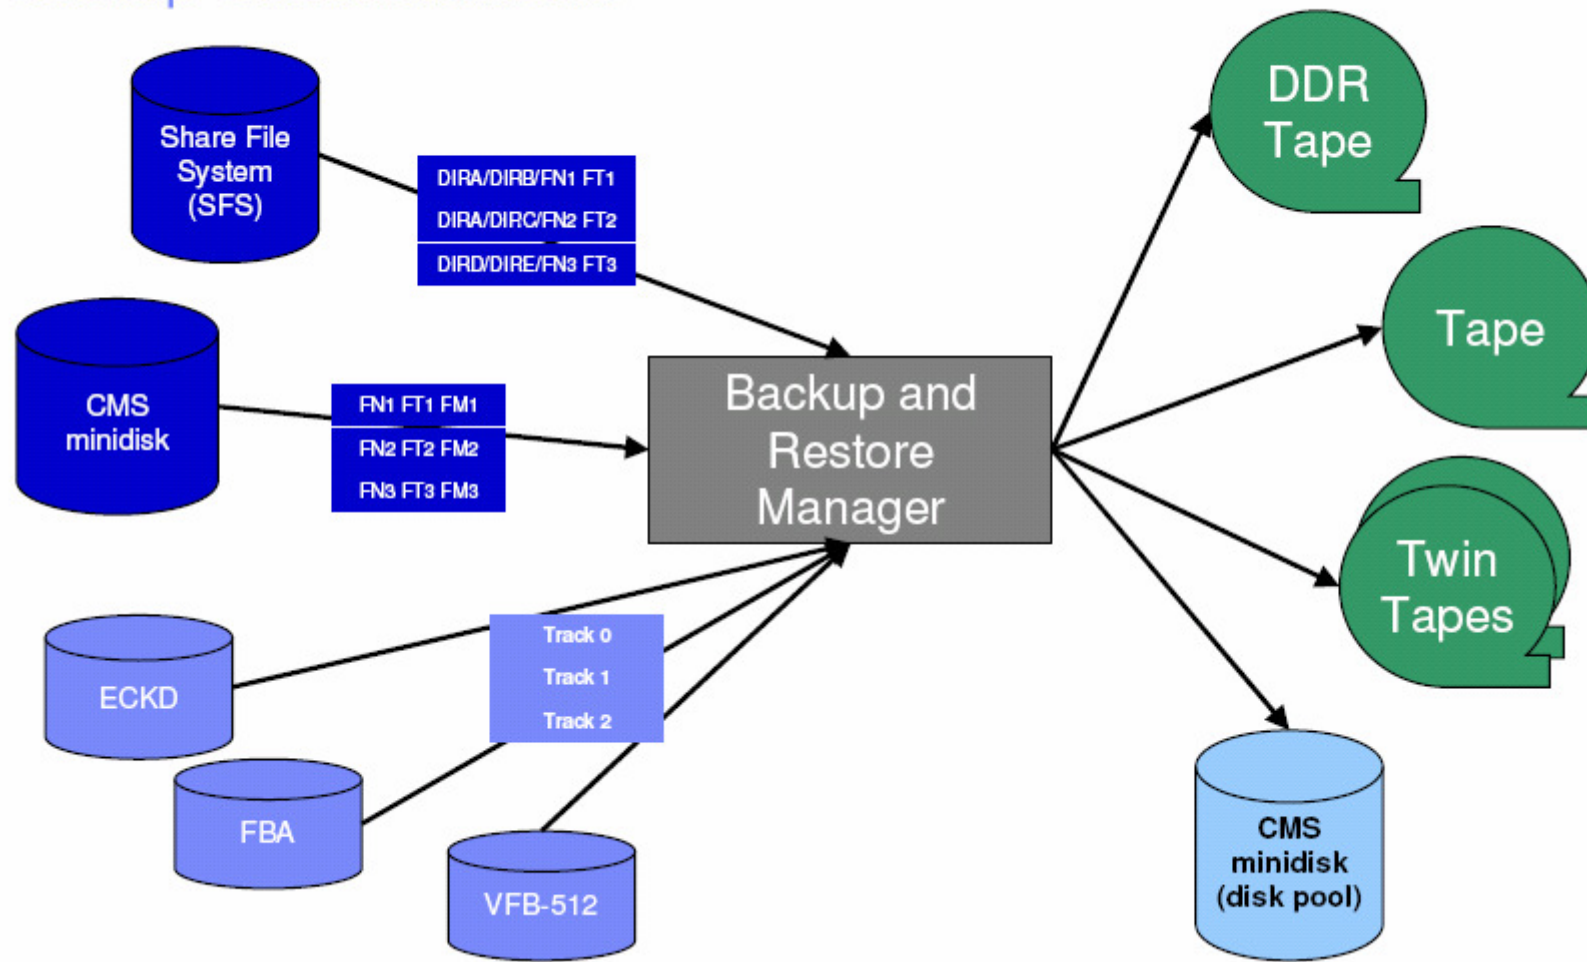 Share File
System
(SFS)
DIRA/DIRB/FN1 FT1
DIRA/DIRC/FN2 FT2
DIRD/DIRE/FN3 FT3
CMS
minidisk
FN1 FT1 FM1
FN2 FT2 FM2
FN3 FT3 FM3
Backup and
Restore
Manager
ECKD
FBA
VFB-512
Track 0
Track 1
Track 2
DDR
Tape
Tape
Twin
Tapes
CMS
minidisk
(disk pool)